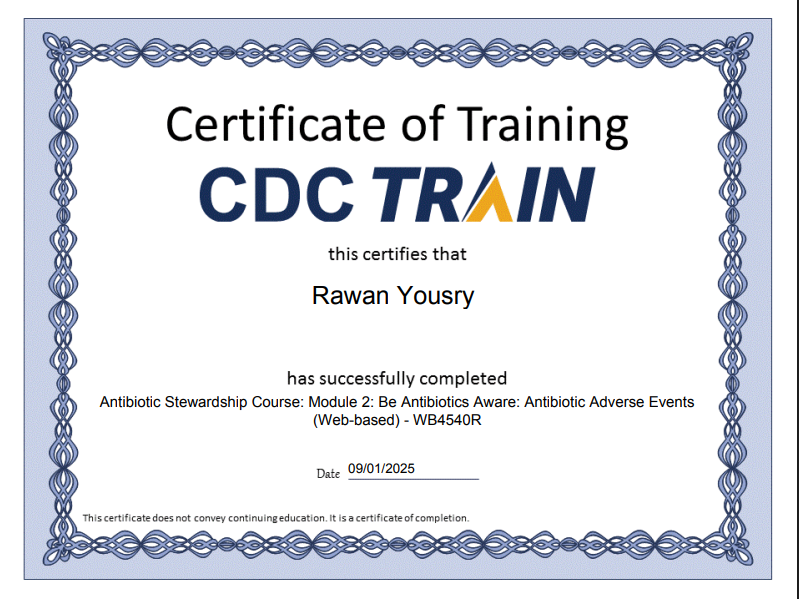 Certificate of Training
CDC TRAIN
this certifies that
Rawan Yousry
has successfully completed
Antibiotic Stewardship Course: Module 2: Be Antibiotics Aware: Antibiotic Adverse Events
(Web-based) - WB4540R
Date 09/01/2025
This certificate does not convey continuing education. It is a certificate of completion.